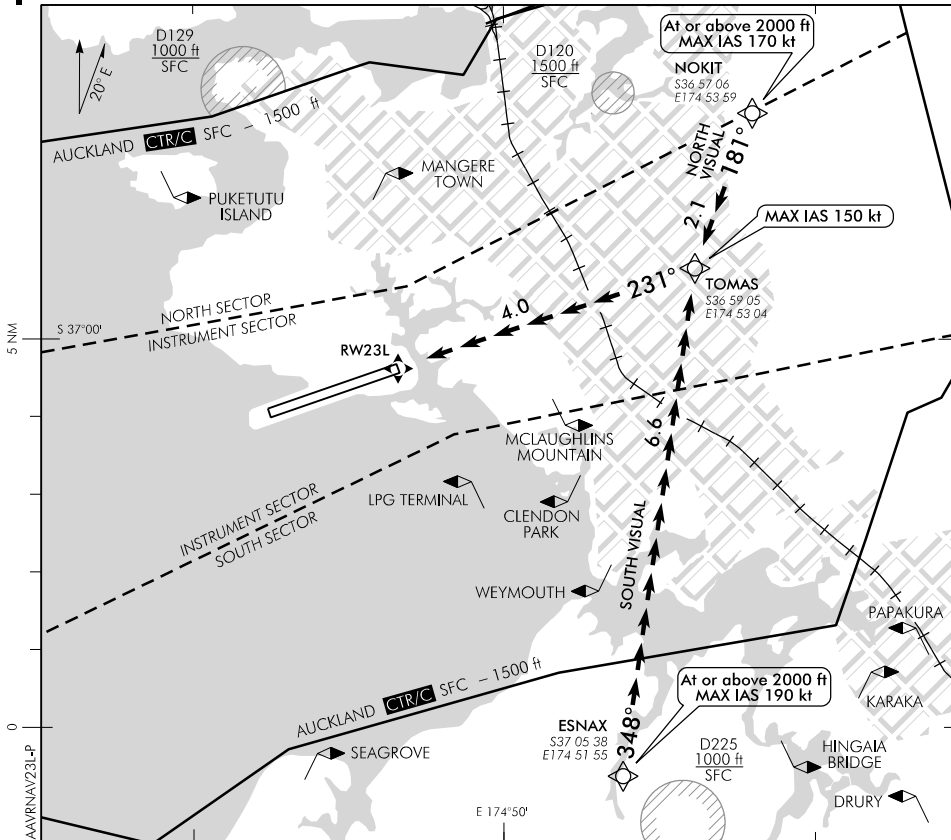 D129
1000 ft
SFC
20° E
D120
1500 ft
SFC
At or above 2000 ft
MAX IAS 170 kt
NOKIT
S36 57 06
E174 53 59
AUCKLAND CTR/C SFC – 1500 ft
NORTH
VISUAL
181°
2.1
MANGERE
TOWN
PUKETUTU
ISLAND
MAX IAS 150 kt
TOMAS
S36 59 05
E174 53 04
231°
4.0
NORTH SECTOR
INSTRUMENT SECTOR
S 37°00'
5 NM
RW23L
MCLAUGHLINS
MOUNTAIN
6.6
LPG TERMINAL
CLENDON
PARK
INSTRUMENT SECTOR
SOUTH SECTOR
SOUTH VISUAL
WEYMOUTH
PAPAKURA
KARAKA
AUCKLAND CTR/C SFC – 1500 ft
At or above 2000 ft
MAX IAS 190 kt
348°
ESNAX
S37 05 38
E174 51 55
0
SEAGROVE
D225
1000 ft
SFC
HINGAIA
BRIDGE
DRURY
E 174°50'
AAVRNAV23L-P